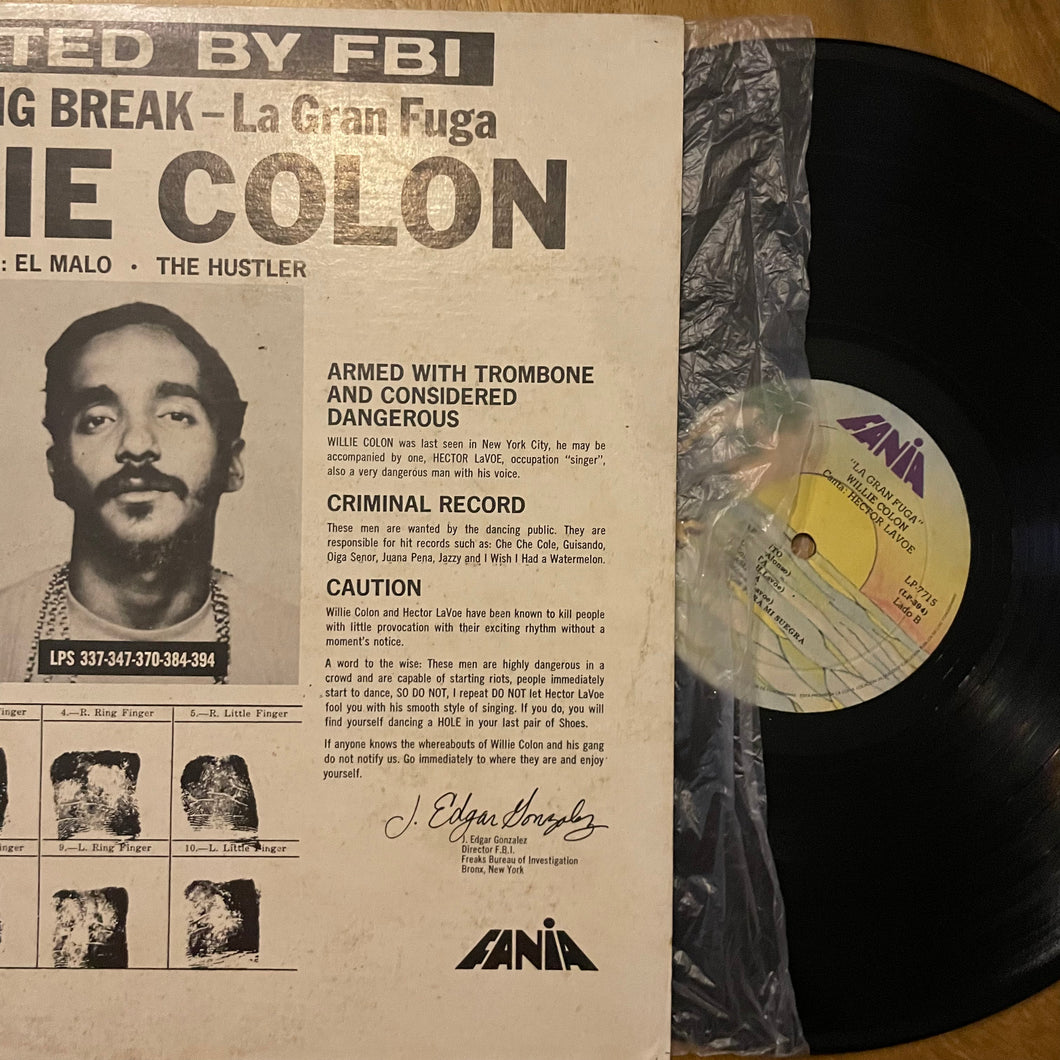 TED BY FBI
NG BREAK – La Gran Fuga
IE COLON
: EL MALO • THE HUSTLER
ARMED WITH TROMBONE
AND CONSIDERED
DANGEROUS
WILLIE COLON was last seen in New York City, he may be
accompanied by one, HECTOR LaVOE, occupation "singer",
also a very dangerous man with his voice.
CRIMINAL RECORD
These men are wanted by the dancing public. They are
responsible for hit records such as: Che Che Cole, Guisando,
Oiga Senor, Juana Pena, Jazzy and I Wish I Had a Watermelon.
CAUTION
Willie Colon and Hector LaVoe have been known to kill people
with little provocation with their exciting rhythm without a
moment's notice.
A word to the wise: These men are highly dangerous in a
crowd and are capable of starting riots, people immediately
start to dance, SO DO NOT, I repeat DO NOT let Hector LaVoe
fool you with his smooth style of singing. If you do, you will
find yourself dancing a HOLE in your last pair of Shoes.
If anyone knows the whereabouts of Willie Colon and his gang
do not notify us. Go immediately to where they are and enjoy
yourself.
J. Edgar Gonzalez
J. Edgar Gonzalez
Director F.B.I.
Freaks Bureau of Investigation
Bronx, New York
FANIA
LPS 337-347-370-384-394
inger
4.—R. Ring Finger
5.—R. Little Finger
nger
9.—L. Ring Finger
10.—L. Little Finger
FANIA
"LA GRAN FUGA"
WILLIE COLON
Canta: HECTOR LAVOE
LP-7715
(LP-394)
Lado B
RA MI SUEGRA